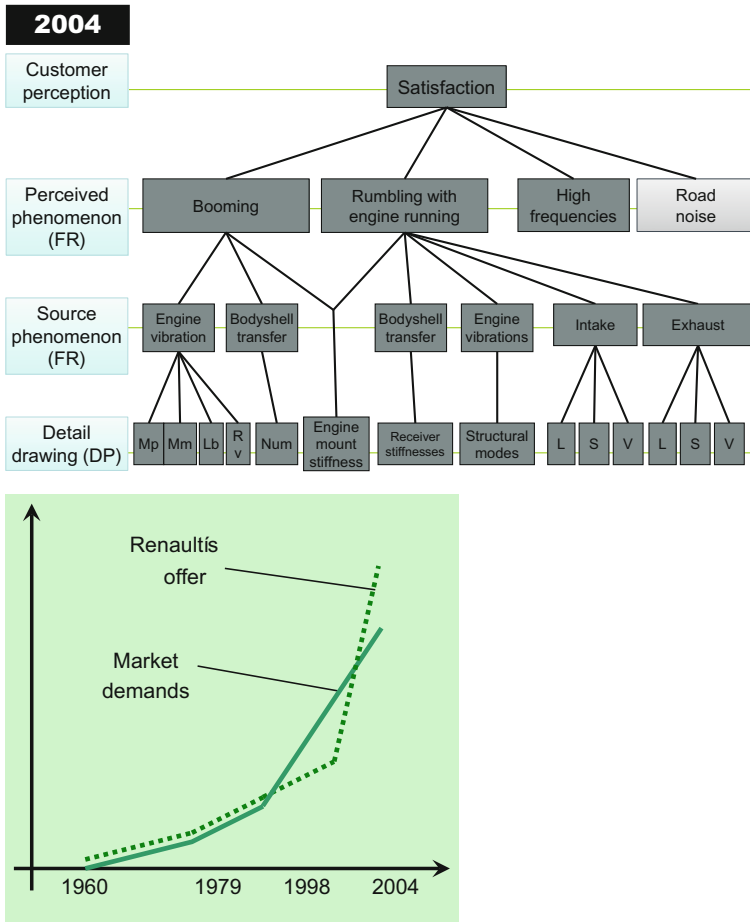 2004
Customer
perception
Satisfaction
Perceived
phenomenon
(FR)
Booming
Rumbling with
engine running
High
frequencies
Road
noise
Source
phenomenon
(FR)
Engine
vibration
Bodyshell
transfer
Bodyshell
transfer
Engine
vibrations
Intake
Exhaust
Detail
drawing (DP)
Mp
Mm
Lb
R
v
Num
Engine
mount
stiffness
Receiver
stiffnesses
Structural
modes
L
S
V
L
S
V
Renaultís
offer
Market
demands
1960
1979
1998
2004